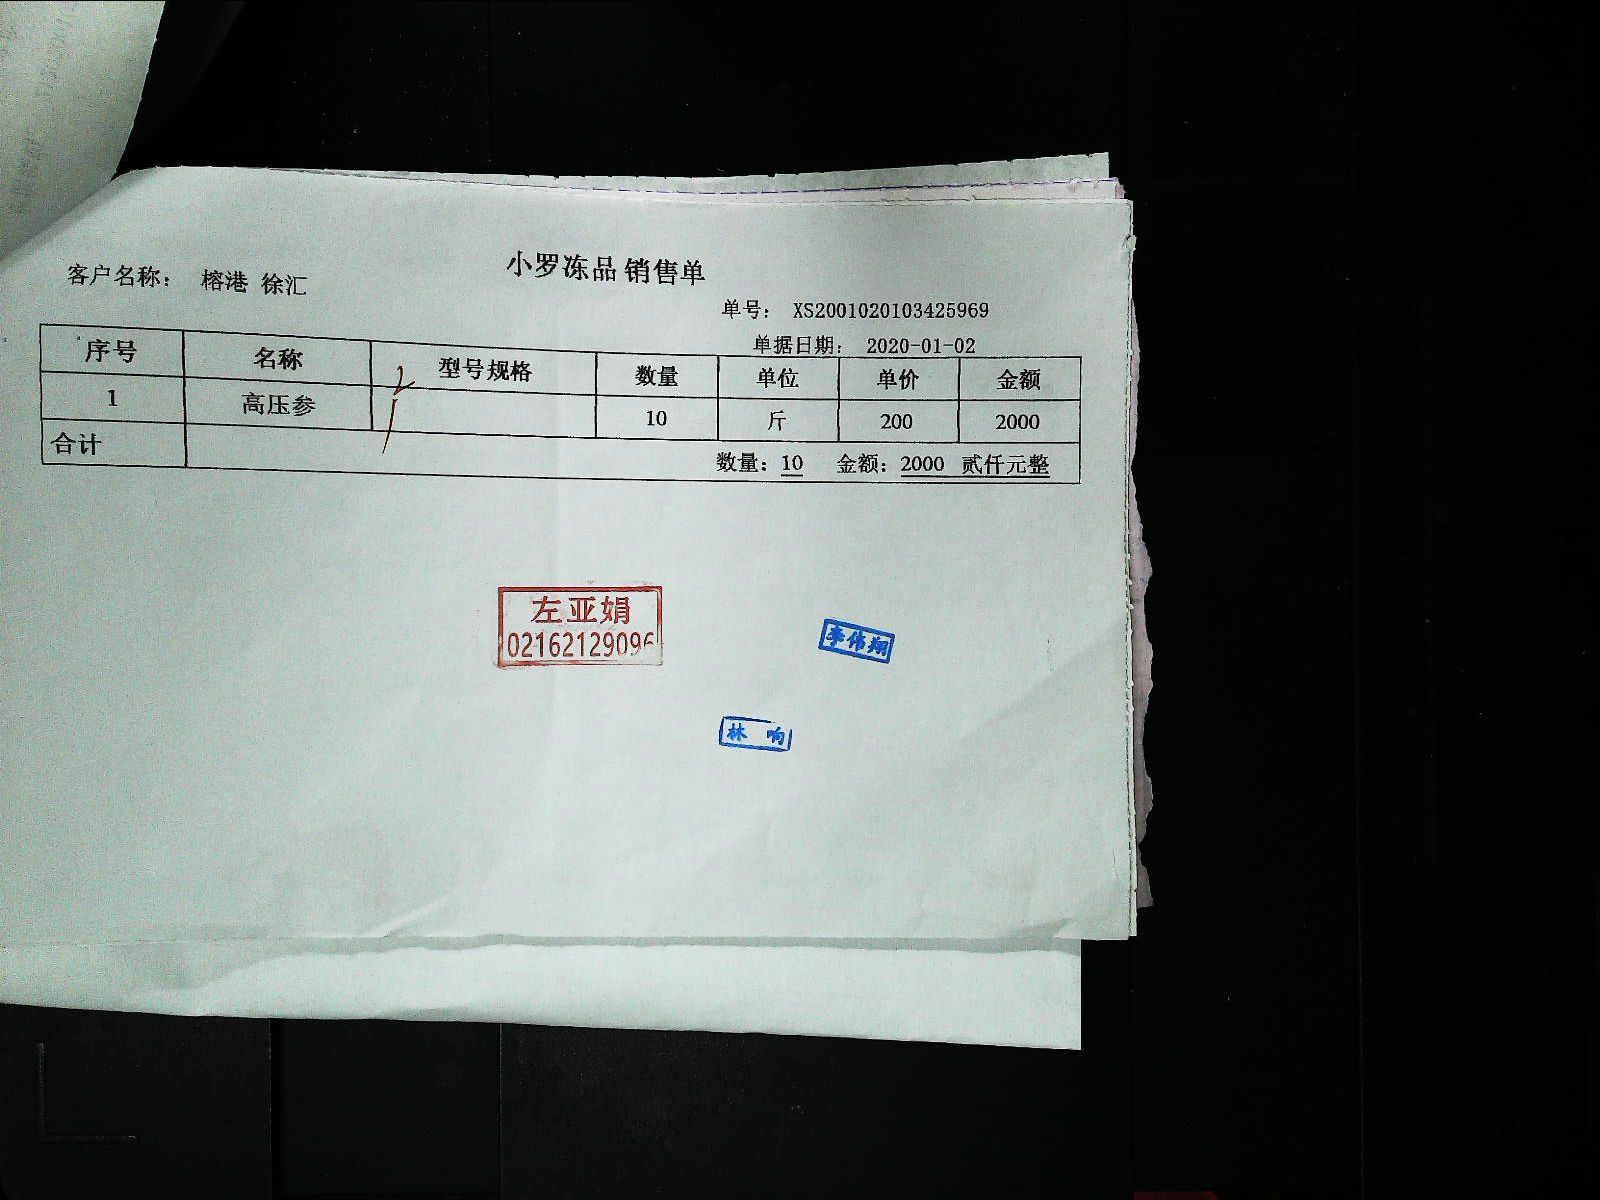 小罗冻品 销售单
客户名称： 榕港 徐汇
单号： XS2001020103425969
单据日期： 2020-01-02
序号 名称 型号规格 数量 单位 单价 金额
1 高压参 10 斤 200 2000
合计 数量：10 金额：2000 贰仟元整
左亚娟
02162129096
李伟翔
林 响